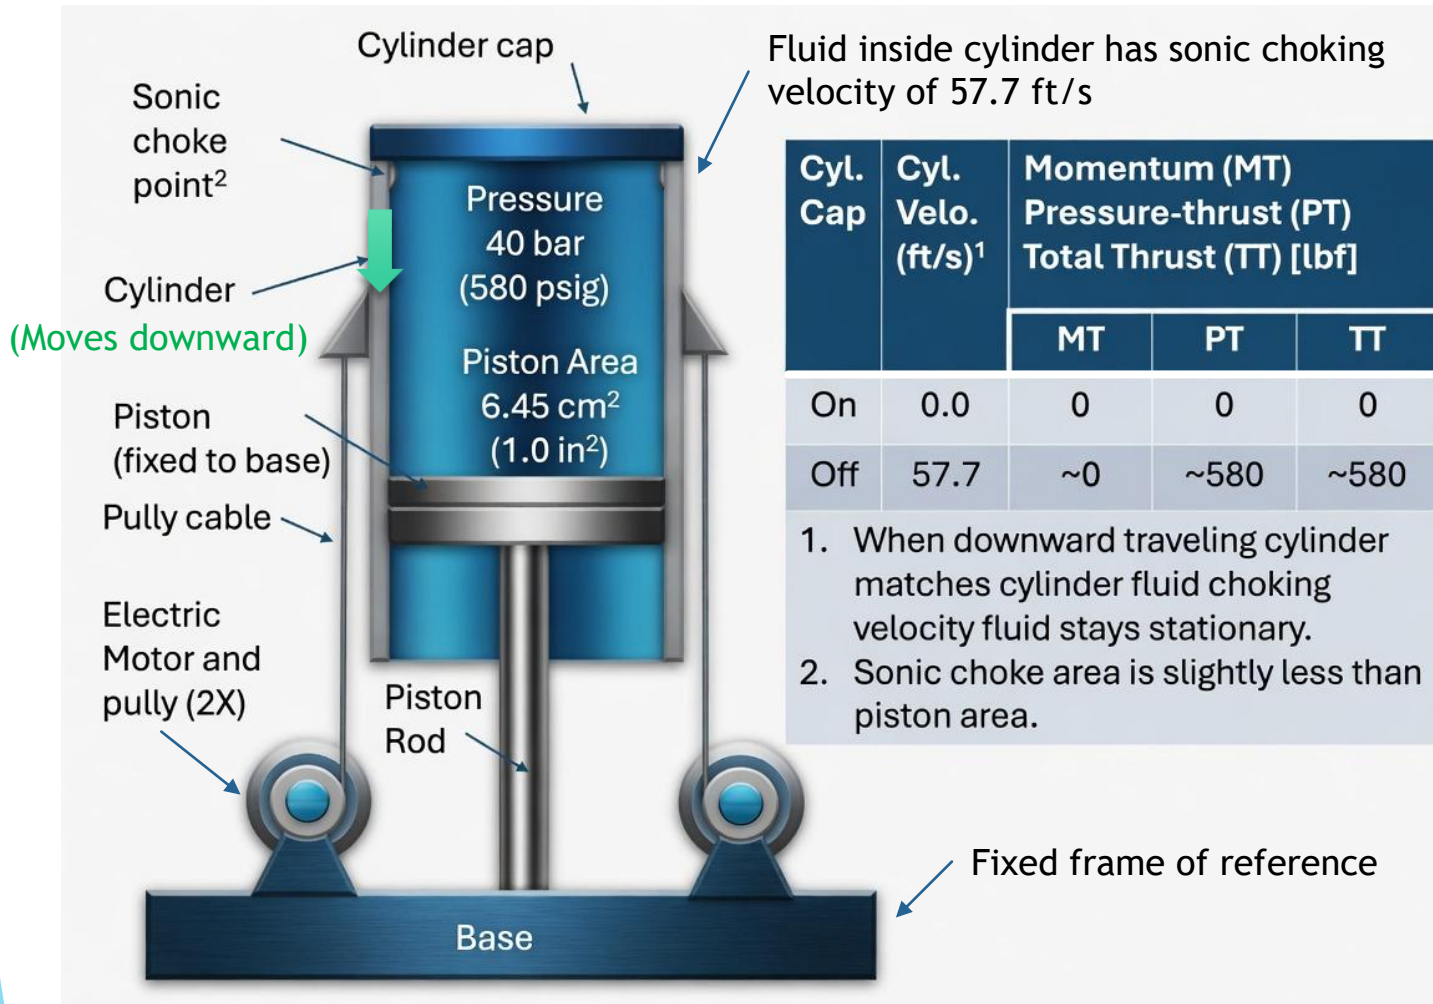 Cylinder cap
Fluid inside cylinder has sonic choking
velocity of 57.7 ft/s
Sonic
choke
point²
Pressure
40 bar
(580 psig)
Cylinder
(Moves downward)
Piston Area
6.45 cm²
(1.0 in²)
Piston
(fixed to base)
Pully cable
Electric
Motor and
pully (2X)
Piston
Rod
Base
Fixed frame of reference
Cyl.
Cap
Cyl.
Velo.
(ft/s)¹
Momentum (MT)
Pressure-thrust (PT)
Total Thrust (TT) [lbf]
MT PT TT
On 0.0 0 0 0
Off 57.7 ~0 ~580 ~580
1. When downward traveling cylinder
matches cylinder fluid choking
velocity fluid stays stationary.
2. Sonic choke area is slightly less than
piston area.